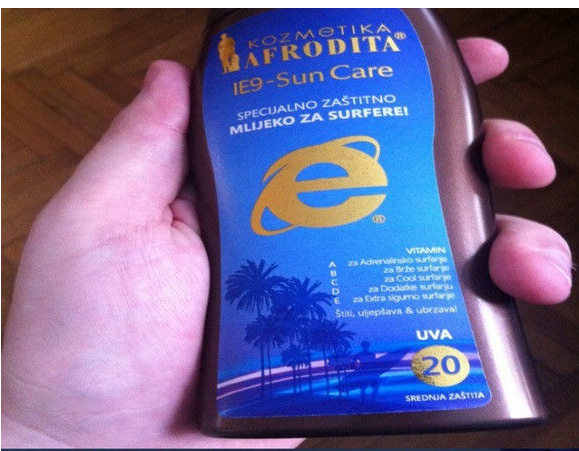 KOZMETIKA
AFRODITA®
IE9-Sun Care
SPECIJALNO ZAŠTITNO
MLIJEKO ZA SURFERE!
e
®
VITAMIN
A za Adrenalinsko surfanje
B za Brže surfanje
C za Cool surfanje
D za Dodatke surfanju
E za Extra sigurno surfanje
Štiti, uljepšava & ubrzava!
UVA
20
SREDNJA ZAŠTITA